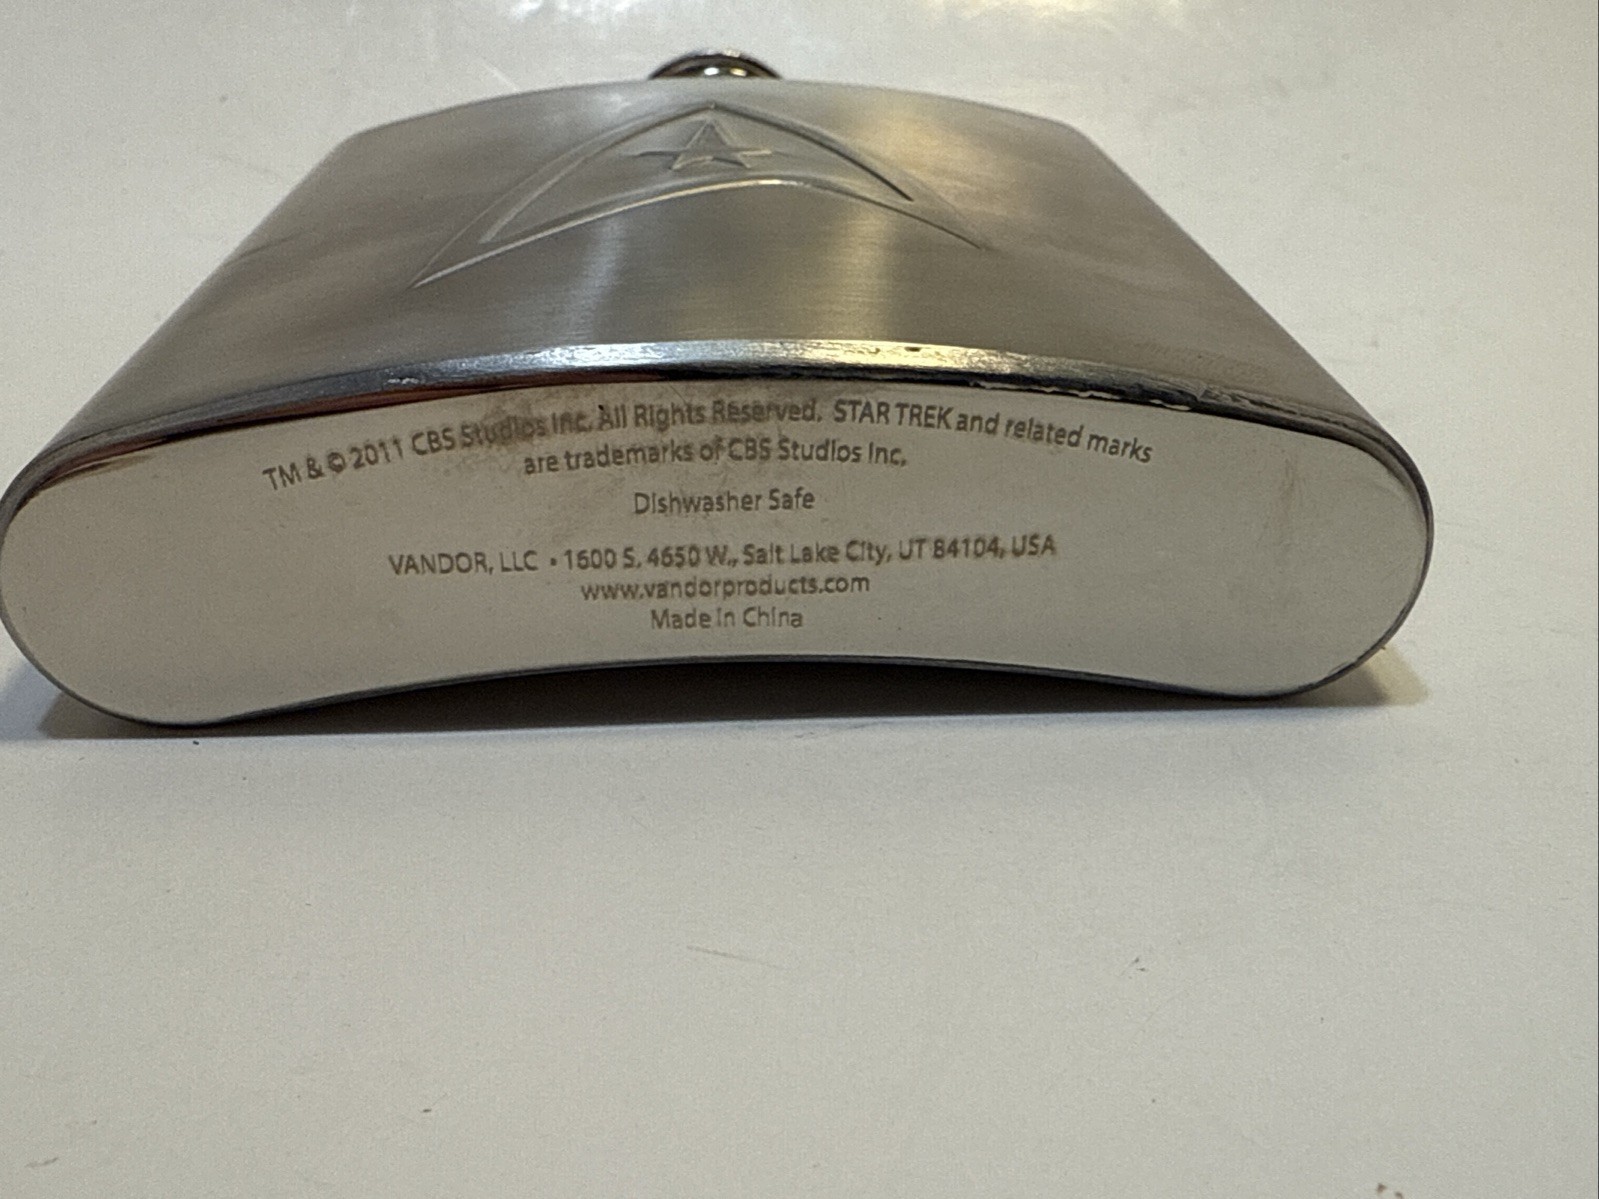 TM & © 2011 CBS Studios Inc. All Rights Reserved. STAR TREK and related marks
are trademarks of CBS Studios Inc.
Dishwasher Safe
VANDOR, LLC • 1600 S. 4650 W., Salt Lake City, UT 84104, USA
www.vandorproducts.com
Made in China